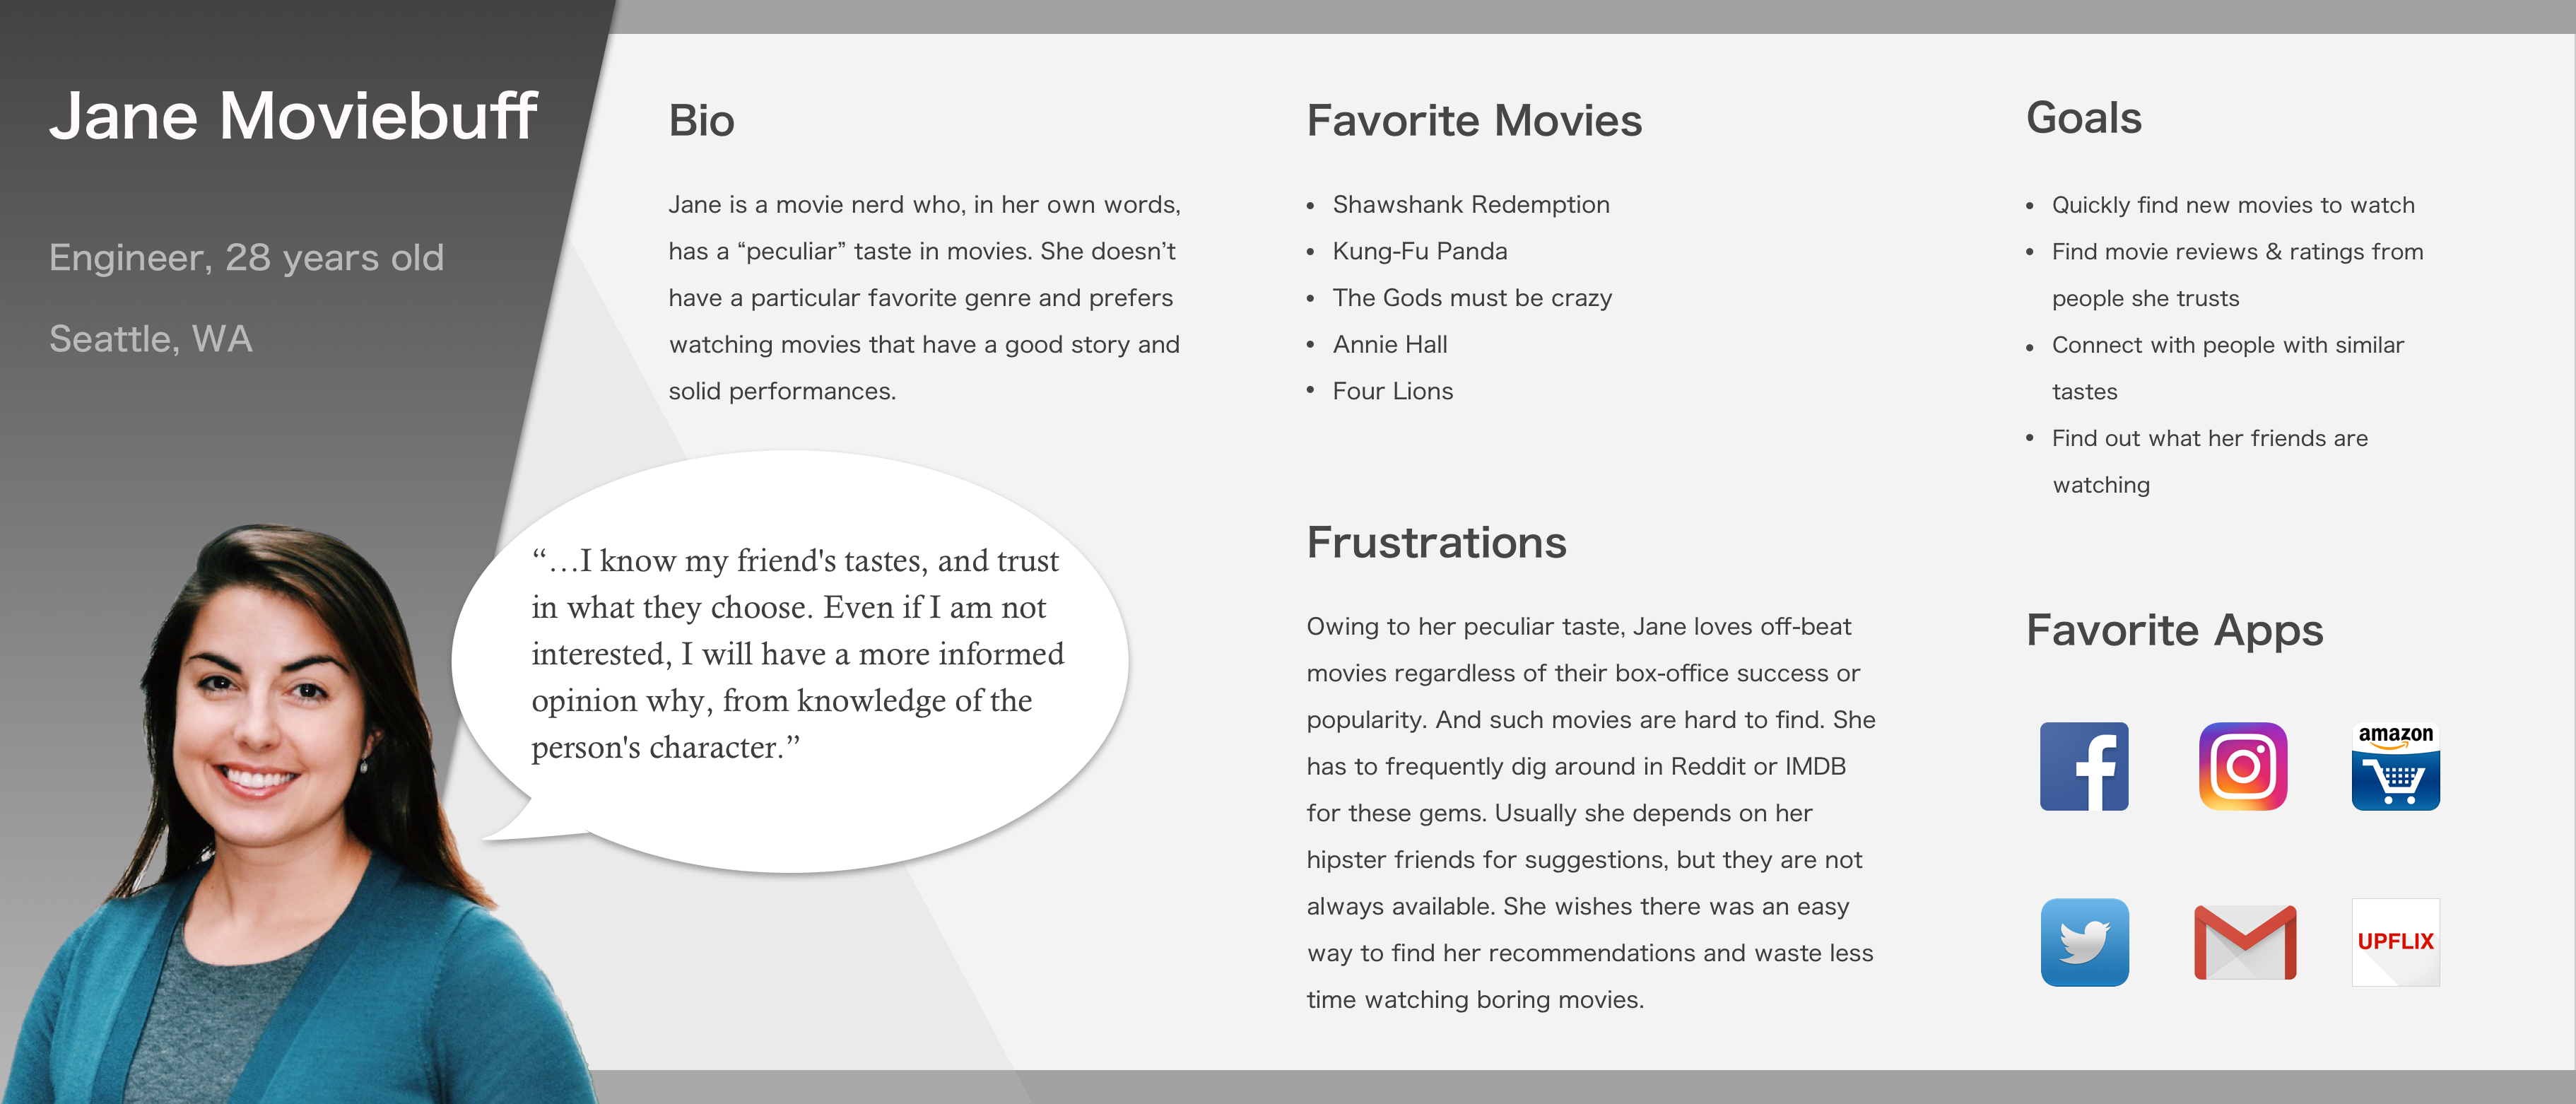 Jane Moviebuff
Engineer, 28 years old
Seattle, WA
“…I know my friend's tastes, and trust
in what they choose. Even if I am not
interested, I will have a more informed
opinion why, from knowledge of the
person's character.”
Bio
Jane is a movie nerd who, in her own words,
has a “peculiar” taste in movies. She doesn’t
have a particular favorite genre and prefers
watching movies that have a good story and
solid performances.
Favorite Movies
• Shawshank Redemption
• Kung-Fu Panda
• The Gods must be crazy
• Annie Hall
• Four Lions
Frustrations
Owing to her peculiar taste, Jane loves off-beat
movies regardless of their box-office success or
popularity. And such movies are hard to find. She
has to frequently dig around in Reddit or IMDB
for these gems. Usually she depends on her
hipster friends for suggestions, but they are not
always available. She wishes there was an easy
way to find her recommendations and waste less
time watching boring movies.
Goals
• Quickly find new movies to watch
• Find movie reviews & ratings from
people she trusts
• Connect with people with similar
tastes
• Find out what her friends are
watching
Favorite Apps
f
amazon
UPFLIX